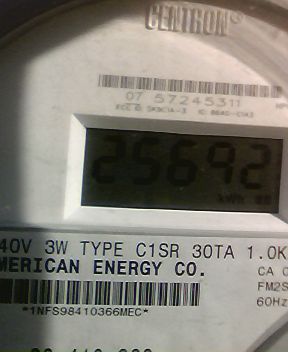 CENTRON®
07 57245311
25692
kWh
40V 3W TYPE C1SR 30TA 1.0K
MERICAN ENERGY CO.
CA 0
FM2S
60Hz
*1NFS98410366MEC*